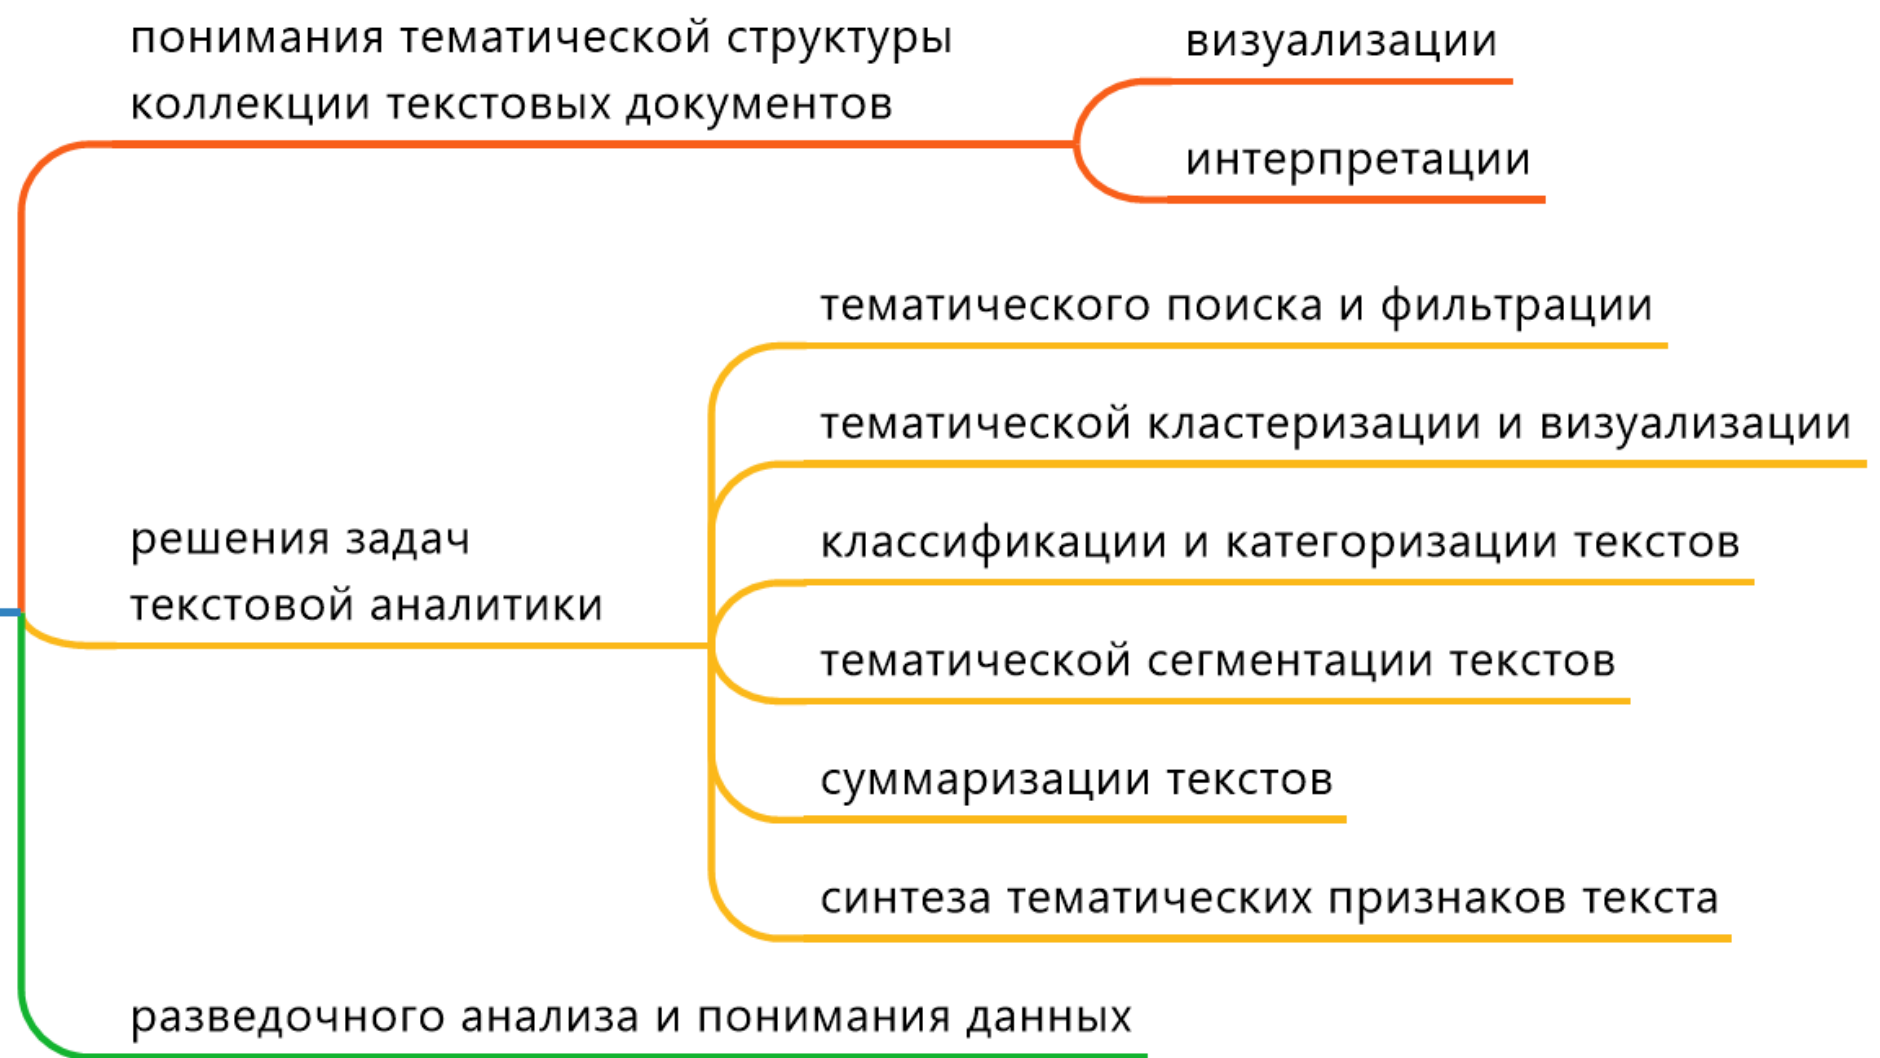 понимания тематической структуры
коллекции текстовых документов
визуализации
интерпретации
решения задач
текстовой аналитики
тематического поиска и фильтрации
тематической кластеризации и визуализации
классификации и категоризации текстов
тематической сегментации текстов
суммаризации текстов
синтеза тематических признаков текста
разведочного анализа и понимания данных